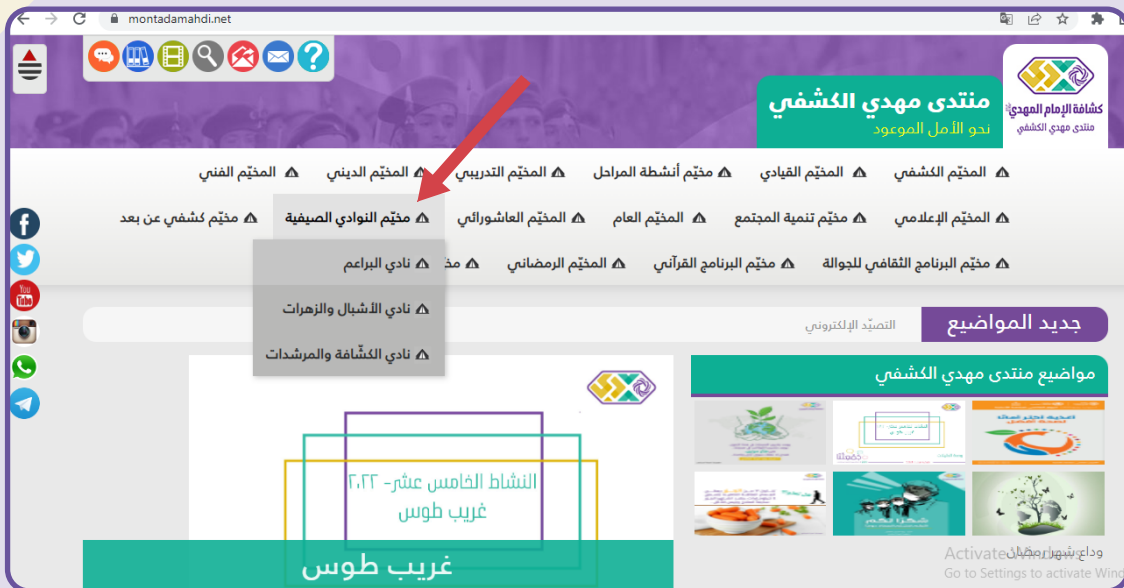 montadamahdi.net
كشافة الإمام المهدي
منتدى مهدي الكشفي
منتدى مهدي الكشفي
نحو الأمل الموعود
المخيّم الكشفي المخيّم القيادي مخيّم أنشطة المراحل المخيّم التدريبي المخيّم الديني المخيّم الفني
المخيّم الإعلامي مخيّم تنمية المجتمع المخيّم العام المخيّم العاشورائي مخيّم النوادي الصيفية مخيّم كشفي عن بعد
مخيّم البرنامج الثقافي للجوالة مخيّم البرنامج القرآني المخيّم الرمضاني
نادي البراعم
نادي الأشبال والزهرات
نادي الكشّافة والمرشدات
جديد المواضيع
التصيّد الإلكتروني
مواضيع منتدى مهدي الكشفي
شكرا لكم
النشاط الخامس عشر- ٢٠٢٢
غريب طوس
غريب طوس
وداع شهر رمضان
Activate Windows
Go to Settings to activate Wind
You
Tube